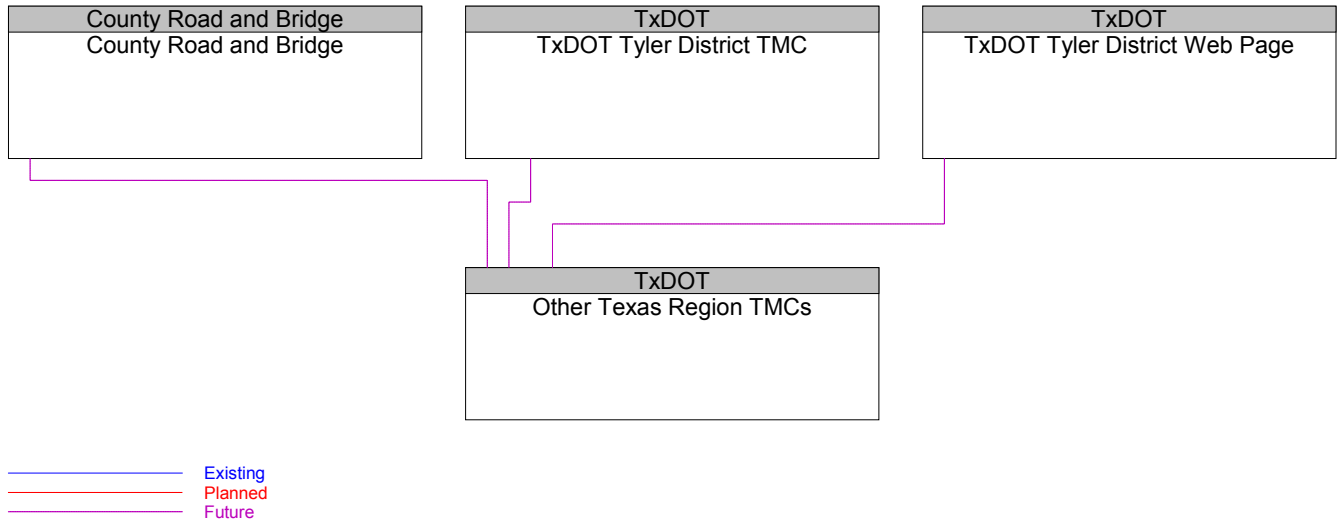 County Road and Bridge
County Road and Bridge
TxDOT
TxDOT Tyler District TMC
TxDOT
TxDOT Tyler District Web Page
TxDOT
Other Texas Region TMCs
Existing
Planned
Future